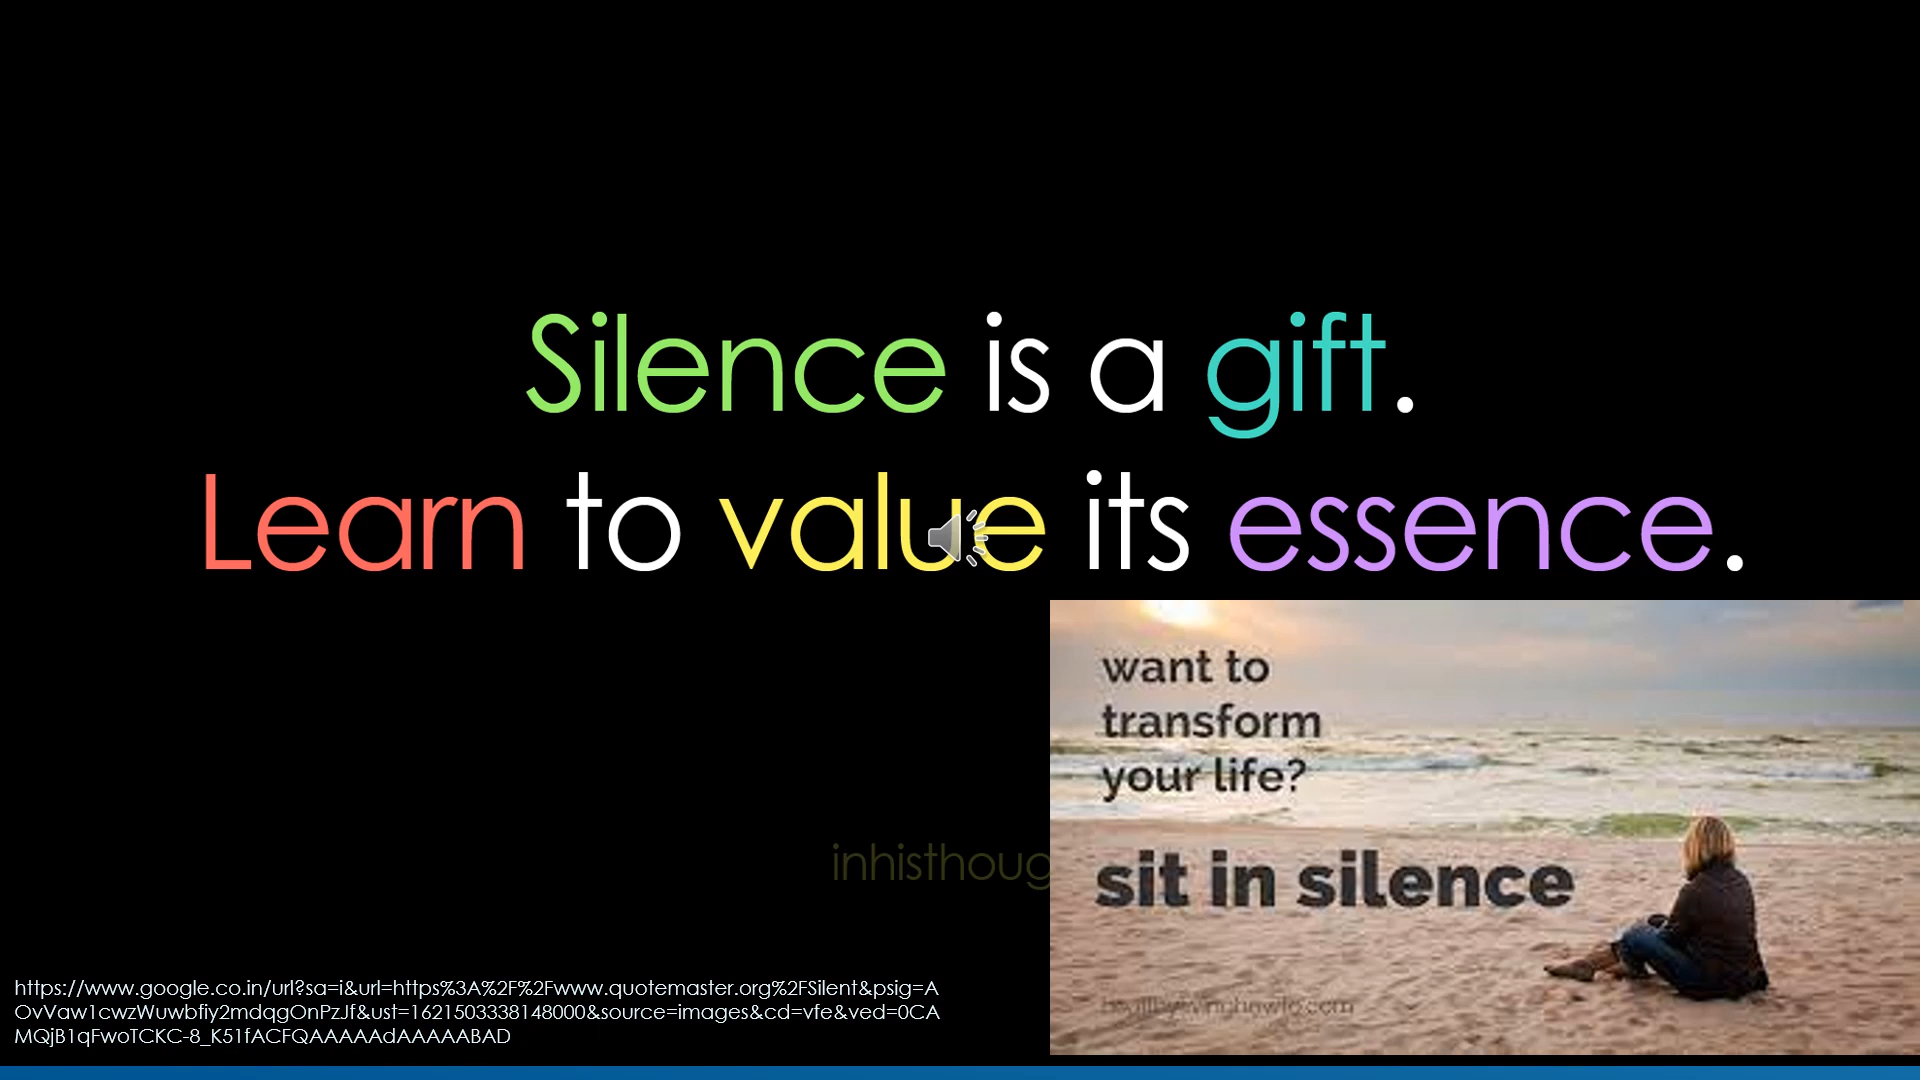 Silence is a gift.
Learn to value its essence.
want to
transform
your life?
sit in silence
inhisthoug
https://www.google.co.in/url?sa=i&url=https%3A%2F%2Fwww.quotemaster.org%2FSilent&psig=A
OvVaw1cwzWuwbfiy2mdqgOnPzJf&ust=1621503338148000&source=images&cd=vfe&ved=0CA
MQjB1qFwoTCKC-8_K51fACFQAAAAAdAAAAABAD